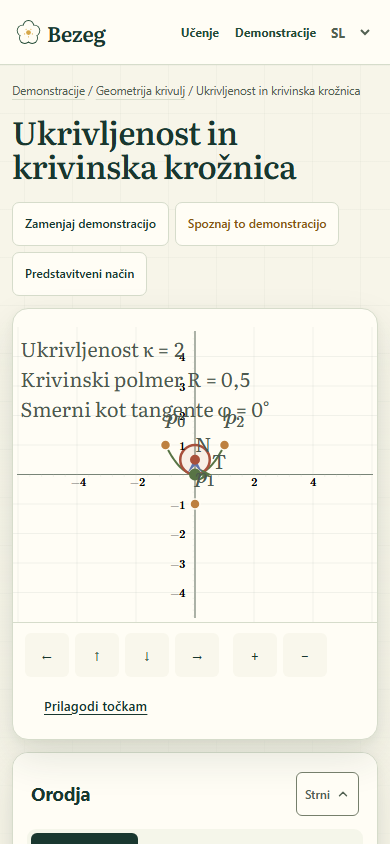 Bezeg
Učenje Demonstracije SL
Demonstracije / Geometrija krivulj / Ukrivljenost in krivinska krožnica
Ukrivljenost in
krivinska krožnica
Zamenjaj demonstracijo Spoznaj to demonstracijo
Predstavitveni način
Ukrivljenost κ = 2
Krivinski polmer R = 0,5
Smerni kot tangente φ = 0°
4
3
2
p0 p2
1 N
T
p1
−4 −2 2 4
−1
−2
−3
−4
← ↑ ↓ → + −
Prilagodi točkam
Orodja Strni